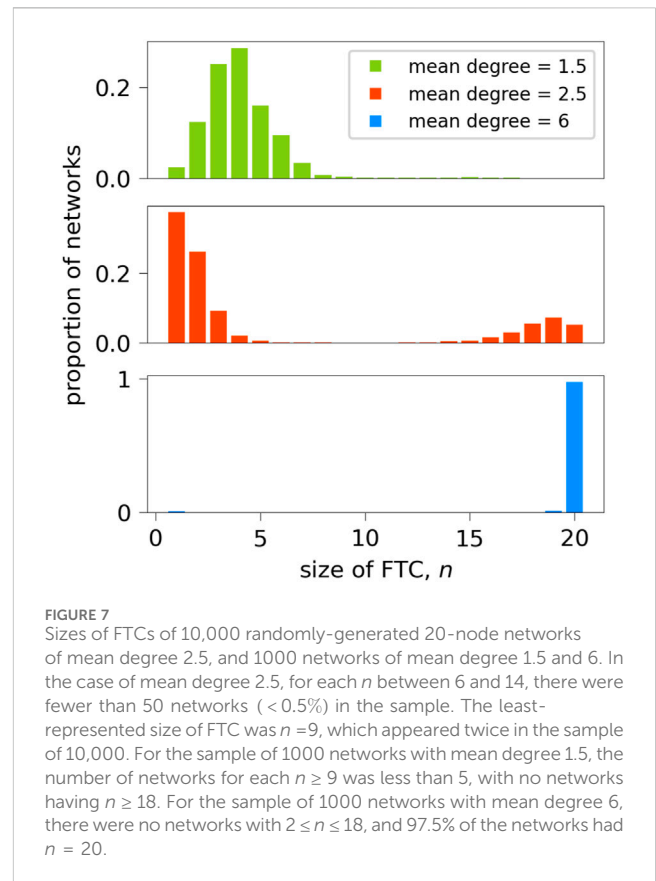 proportion of networks
0.2
0.0
mean degree = 1.5
mean degree = 2.5
mean degree = 6
0.2
0.0
1
0
0 5 10 15 20
size of FTC, n
FIGURE 7
Sizes of FTCs of 10,000 randomly-generated 20-node networks
of mean degree 2.5, and 1000 networks of mean degree 1.5 and 6. In
the case of mean degree 2.5, for each n between 6 and 14, there were
fewer than 50 networks ( < 0.5%) in the sample. The least-
represented size of FTC was n =9, which appeared twice in the sample
of 10,000. For the sample of 1000 networks with mean degree 1.5, the
number of networks for each n ≥ 9 was less than 5, with no networks
having n ≥ 18. For the sample of 1000 networks with mean degree 6,
there were no networks with 2 ≤ n ≤ 18, and 97.5% of the networks had
n = 20.